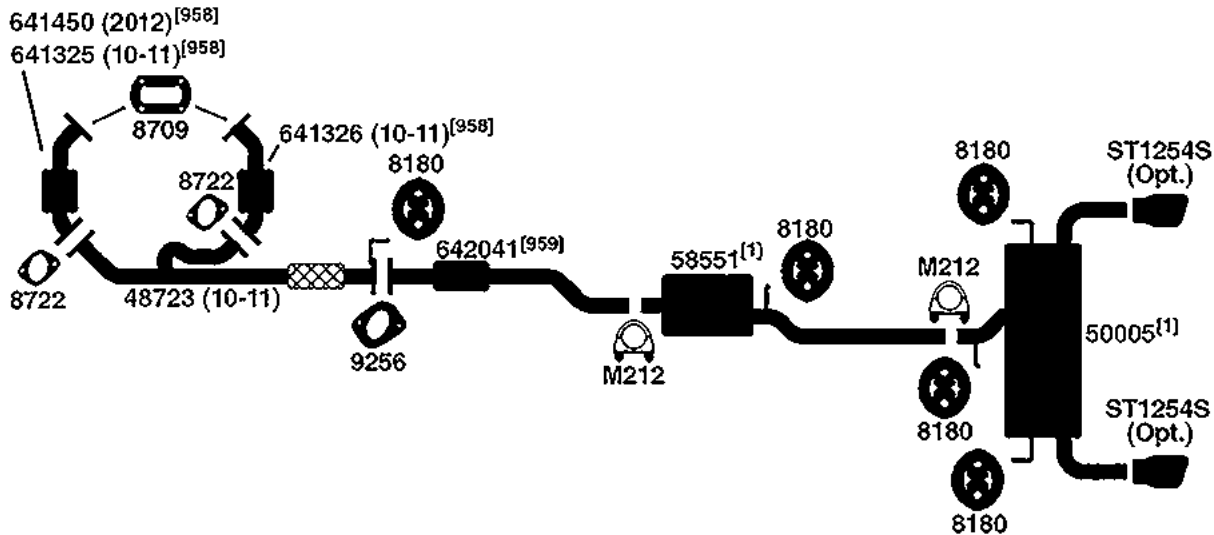 641450 (2012)[958]
641325 (10-11)[958]
8709
641326 (10-11)[958]
8180
8722
8722
48723 (10-11)
642041[959]
9256
M212
58551[1]
8180
M212
8180
8180
8180
50005[1]
ST1254S
(Opt.)
ST1254S
(Opt.)